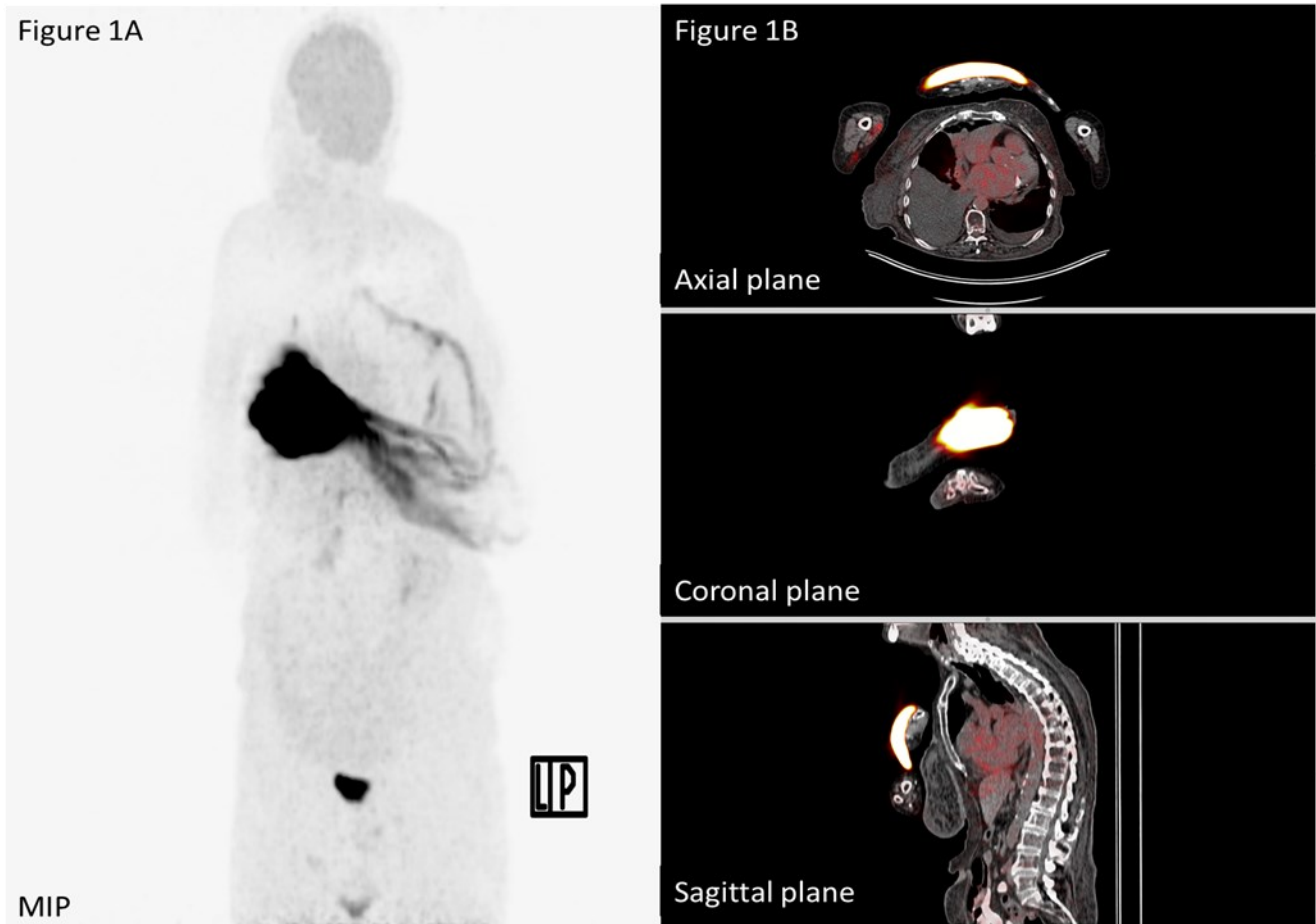 Figure 1A
LP
MIP
Figure 1B
Axial plane
Coronal plane
Sagittal plane